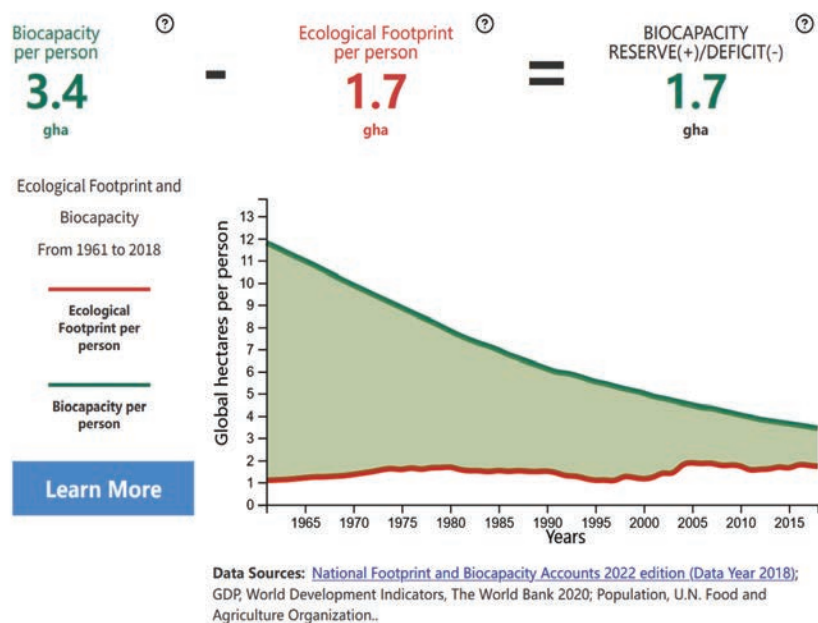 Biocapacity
per person
?
3.4
gha
-
Ecological Footprint
per person
?
1.7
gha
=
BIOCAPACITY
RESERVE(+)/DEFICIT(-)
?
1.7
gha
Ecological Footprint and
Biocapacity
From 1961 to 2018
Ecological
Footprint per
person
Biocapacity per
person
Learn More
Global hectares per person
13
12
11
10
9
8
7
6
5
4
3
2
1
0
1965
1970
1975
1980
1985
1990
1995
2000
2005
2010
2015
Years
Data Sources: National Footprint and Biocapacity Accounts 2022 edition (Data Year 2018);
GDP, World Development Indicators, The World Bank 2020; Population, U.N. Food and
Agriculture Organization..